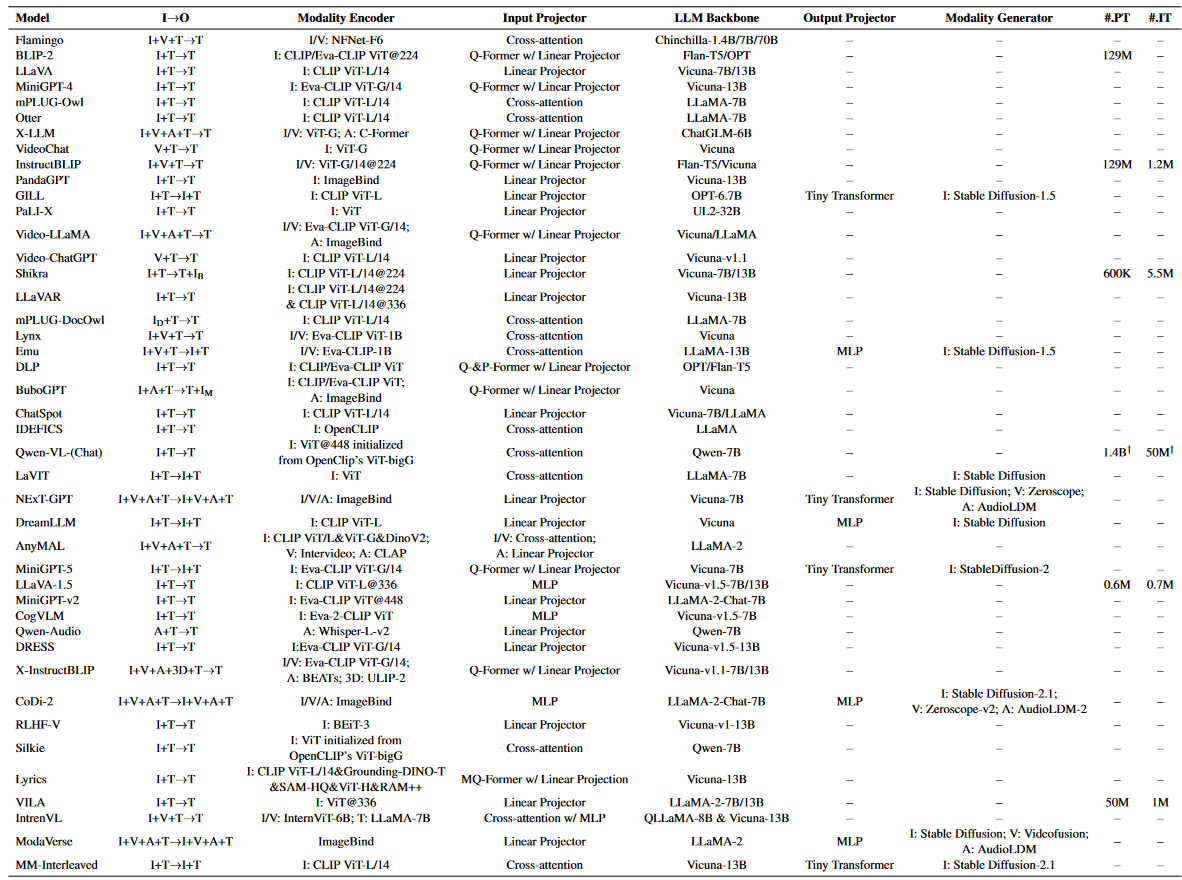 Model I→O Modality Encoder Input Projector LLM Backbone Output Projector Modality Generator #.PT #.IT
Flamingo I+V+T→T I/V: NFNet-F6 Cross-attention Chinchilla-1.4B/7B/70B – – – –
BLIP-2 I+T→T I: CLIP/Eva-CLIP ViT@224 Q-Former w/ Linear Projector Flan-T5/OPT – – 129M –
LLaVA I+T→T I: CLIP ViT-L/14 Linear Projector Vicuna-7B/13B – – – –
MiniGPT-4 I+T→T I: Eva-CLIP ViT-G/14 Q-Former w/ Linear Projector Vicuna-13B – – – –
mPLUG-Owl I+T→T I: CLIP ViT-L/14 Cross-attention LLaMA-7B – – – –
Otter I+T→T I: CLIP ViT-L/14 Cross-attention LLaMA-7B – – – –
X-LLM I+V+A+T→T I/V: ViT-G; A: C-Former Q-Former w/ Linear Projector ChatGLM-6B – – – –
VideoChat V+T→T I: ViT-G Q-Former w/ Linear Projector Vicuna – – – –
InstructBLIP I+V+T→T I/V: ViT-G/14@224 Q-Former w/ Linear Projector Flan-T5/Vicuna – – 129M 1.2M
PandaGPT I+T→T I: ImageBind Linear Projector Vicuna-13B – – – –
GILL I+T→I+T I: CLIP ViT-L Linear Projector OPT-6.7B Tiny Transformer I: Stable Diffusion-1.5 – –
PaLI-X I+T→T I: ViT Linear Projector UL2-32B – – – –
Video-LLaMA I+V+A+T→T I/V: Eva-CLIP ViT-G/14; Q-Former w/ Linear Projector Vicuna/LLaMA – – – –
A: ImageBind
Video-ChatGPT V+T→T I: CLIP ViT-L/14 Linear Projector Vicuna-v1.1 – – – –
Shikra I+T→T+I_B I: CLIP ViT-L/14@224 Linear Projector Vicuna-7B/13B – – 600K 5.5M
LLaVAR I+T→T I: CLIP ViT-L/14@224 Linear Projector Vicuna-13B – – – –
& CLIP ViT-L/14@336
mPLUG-DocOwl I_D+T→T I: CLIP ViT-L/14 Cross-attention LLaMA-7B – – – –
Lynx I+V+T→T I/V: Eva-CLIP ViT-1B Cross-attention Vicuna – – – –
Emu I+V+T→I+T I/V: Eva-CLIP-1B Cross-attention LLaMA-13B MLP I: Stable Diffusion-1.5 – –
DLP I+T→T I: CLIP/Eva-CLIP ViT Q-&P-Former w/ Linear Projector OPT/Flan-T5 – – – –
BuboGPT I+A+T→T+I_M I: CLIP/Eva-CLIP ViT; Q-Former w/ Linear Projector Vicuna – – – –
A: ImageBind
ChatSpot I+T→T I: CLIP ViT-L/14 Linear Projector Vicuna-7B/LLaMA – – – –
IDEFICS I+T→T I: OpenCLIP Cross-attention LLaMA – – – –
Qwen-VL-(Chat) I+T→T I: ViT@448 initialized Cross-attention Qwen-7B – – 1.4B† 50M†
from OpenClip's ViT-bigG
LaVIT I+T→I+T I: ViT Cross-attention LLaMA-7B – I: Stable Diffusion – –
NExT-GPT I+V+A+T→I+V+A+T I/V/A: ImageBind Linear Projector Vicuna-7B Tiny Transformer I: Stable Diffusion; V: Zeroscope; – –
A: AudioLDM
DreamLLM I+T→I+T I: CLIP ViT-L Linear Projector Vicuna MLP I: Stable Diffusion – –
AnyMAL I+V+A+T→T I: CLIP ViT/L&ViT-G&DinoV2; I/V: Cross-attention; LLaMA-2 – – – –
V: Intervideo; A: CLAP A: Linear Projector
MiniGPT-5 I+T→I+T I: Eva-CLIP ViT-G/14 Q-Former w/ Linear Projector Vicuna-7B Tiny Transformer I: StableDiffusion-2 – –
LLaVA-1.5 I+T→T I: CLIP ViT-L@336 MLP Vicuna-v1.5-7B/13B – – 0.6M 0.7M
MiniGPT-v2 I+T→T I: Eva-CLIP ViT@448 Linear Projector LLaMA-2-Chat-7B – – – –
CogVLM I+T→T I: Eva-2-CLIP ViT MLP Vicuna-v1.5-7B – – – –
Qwen-Audio A+T→T A: Whisper-L-v2 Linear Projector Qwen-7B – – – –
DRESS I+T→T I:Eva-CLIP ViT-G/14 Linear Projector Vicuna-v1.5-13B – – – –
X-InstructBLIP I+V+A+3D+T→T I/V: Eva-CLIP ViT-G/14; Q-Former w/ Linear Projector Vicuna-v1.1-7B/13B – – – –
A: BEATs; 3D: ULIP-2
CoDi-2 I+V+A+T→I+V+A+T I/V/A: ImageBind MLP LLaMA-2-Chat-7B MLP I: Stable Diffusion-2.1; – –
V: Zeroscope-v2; A: AudioLDM-2
RLHF-V I+T→T I: BEiT-3 Linear Projector Vicuna-v1-13B – – – –
Silkie I+T→T I: ViT initialized from Cross-attention Qwen-7B – – – –
OpenCLIP's ViT-bigG
Lyrics I+T→T I: CLIP ViT-L/14&Grounding-DINO-T MQ-Former w/ Linear Projection Vicuna-13B – – – –
&SAM-HQ&ViT-H&RAM++
VILA I+T→T I: ViT@336 Linear Projector LLaMA-2-7B/13B – – 50M 1M
IntrenVL I+V+T→T I/V: InternViT-6B; T: LLaMA-7B Cross-attention w/ MLP QLLaMA-8B & Vicuna-13B – – – –
ModaVerse I+V+A+T→I+V+A+T ImageBind Linear Projector LLaMA-2 MLP I: Stable Diffusion; V: Videofusion; – –
A: AudioLDM
MM-Interleaved I+T→I+T I: CLIP ViT-L/14 Cross-attention Vicuna-13B Tiny Transformer I: Stable Diffusion-2.1 – –